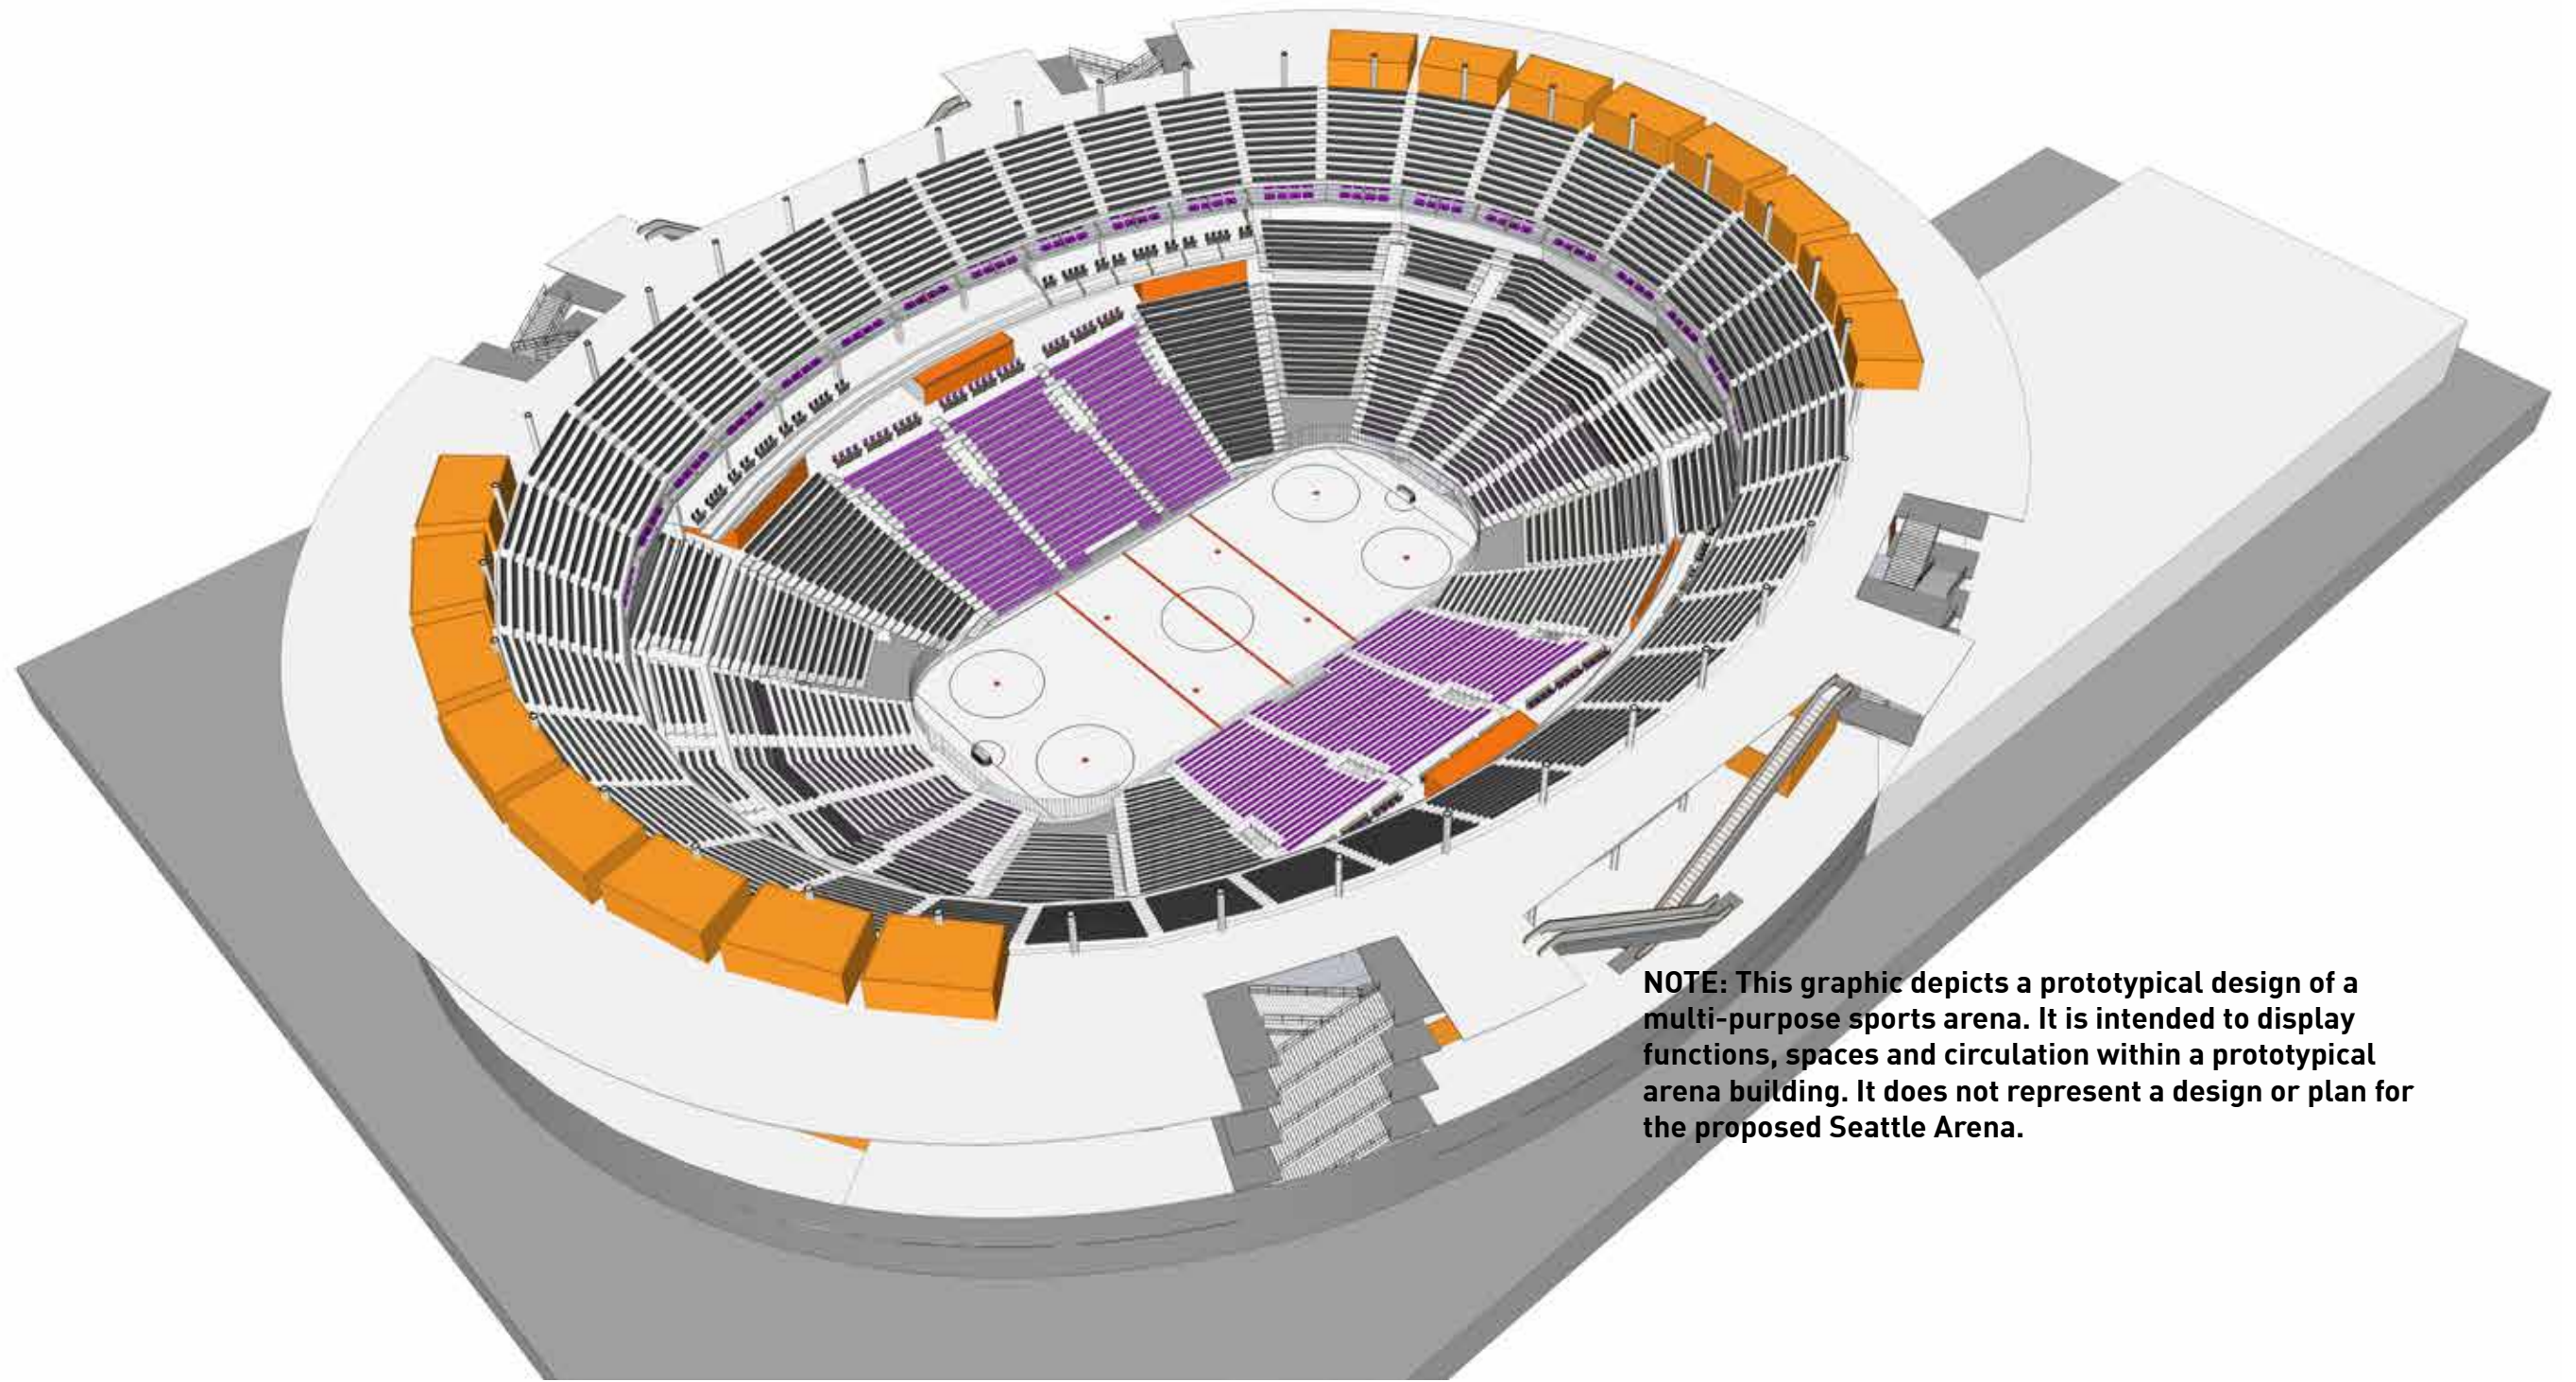 NOTE: This graphic depicts a prototypical design of a
multi-purpose sports arena. It is intended to display
functions, spaces and circulation within a prototypical
arena building. It does not represent a design or plan for
the proposed Seattle Arena.